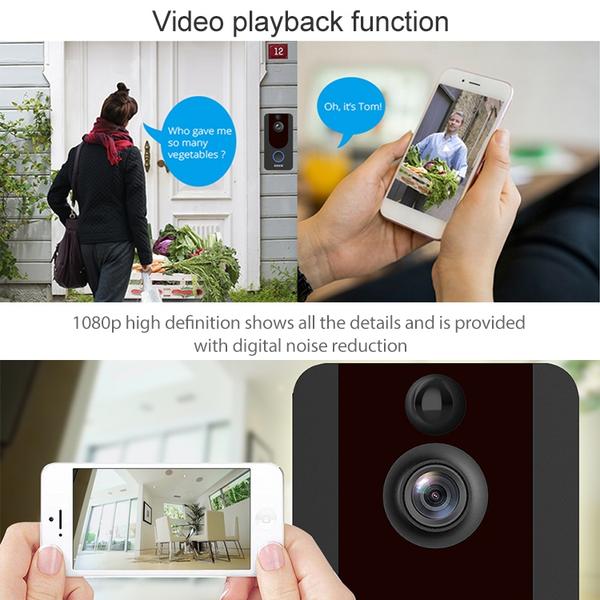 Video playback function
12
Who gave me
so many
vegetables ?
Oh, it's Tom!
1080p high definition shows all the details and is provided
with digital noise reduction